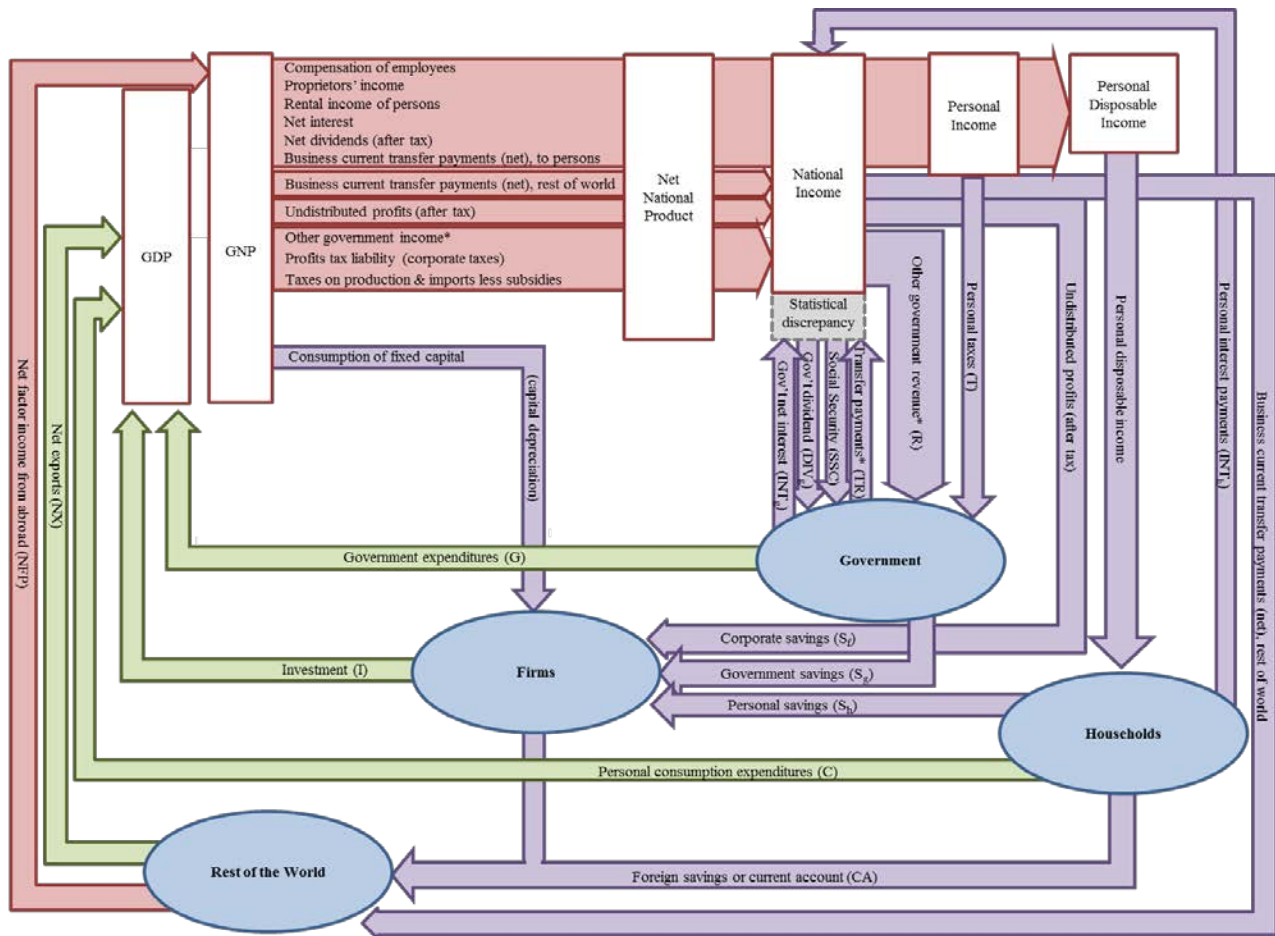 Compensation of employees
Proprietors' income
Rental income of persons
Net interest
Net dividends (after tax)
Business current transfer payments (net), to persons
Business current transfer payments (net), rest of world
Undistributed profits (after tax)
Other government income*
Profits tax liability (corporate taxes)
Taxes on production & imports less subsidies
Consumption of fixed capital
GDP
GNP
Net
National
Product
National
Income
Statistical
discrepancy
Personal
Income
Personal
Disposable
Income
(capital depreciation)
Gov't net interest (INTg)
Gov't dividend (DIVg)
Social Security (SSC)
Transfer payments* (TR)
Other government
revenue* (R)
Personal taxes (T)
Undistributed profits (after tax)
Personal disposable income
Personal interest payments (INTh)
Business current transfer payments (net), rest of world
Net factor income from abroad (NFP)
Net exports (NX)
Government expenditures (G)
Government
Corporate savings (Sf)
Investment (I)
Firms
Government savings (Sg)
Personal savings (Sh)
Households
Personal consumption expenditures (C)
Rest of the World
Foreign savings or current account (CA)